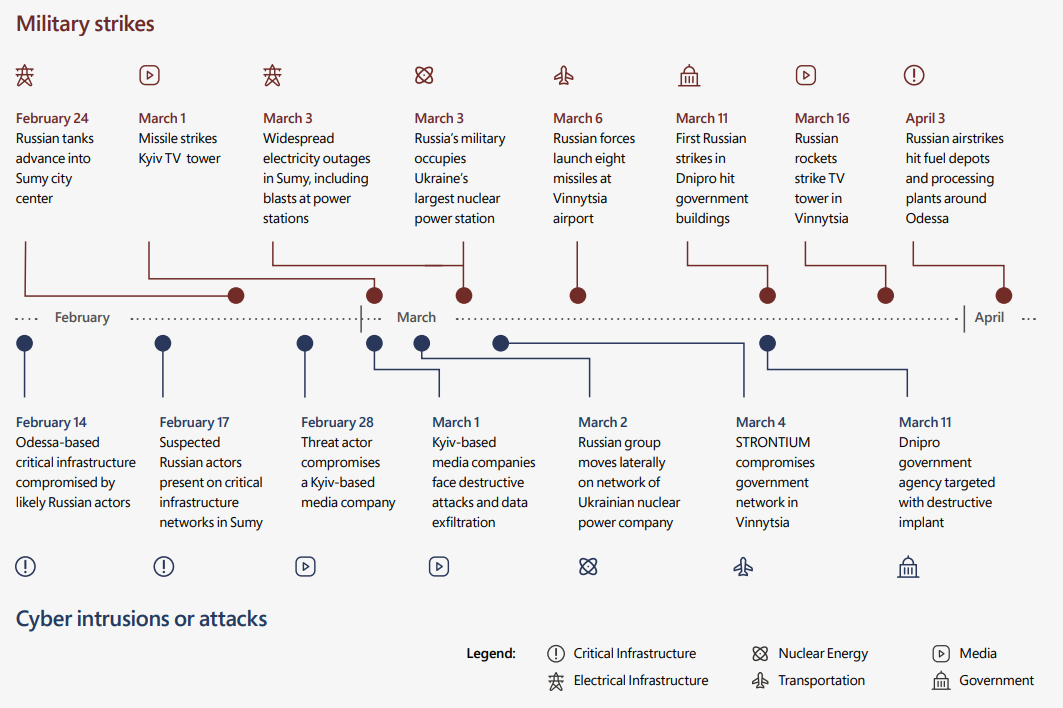 Military strikes
February 24
Russian tanks
advance into
Sumy city
center
March 1
Missile strikes
Kyiv TV tower
March 3
Widespread
electricity outages
in Sumy, including
blasts at power
stations
March 3
Russia's military
occupies
Ukraine's
largest nuclear
power station
March 6
Russian forces
launch eight
missiles at
Vinnytsia
airport
March 11
First Russian
strikes in
Dnipro hit
government
buildings
March 16
Russian
rockets
strike TV
tower in
Vinnytsia
April 3
Russian airstrikes
hit fuel depots
and processing
plants around
Odessa
February
March
April
February 14
Odessa-based
critical infrastructure
compromised by
likely Russian actors
February 17
Suspected
Russian actors
present on critical
infrastructure
networks in Sumy
February 28
Threat actor
compromises
a Kyiv-based
media company
March 1
Kyiv-based
media companies
face destructive
attacks and data
exfiltration
March 2
Russian group
moves laterally
on network of
Ukrainian nuclear
power company
March 4
STRONTIUM
compromises
government
network in
Vinnytsia
March 11
Dnipro
government
agency targeted
with destructive
implant
Cyber intrusions or attacks
Legend:
Critical Infrastructure
Nuclear Energy
Media
Electrical Infrastructure
Transportation
Government